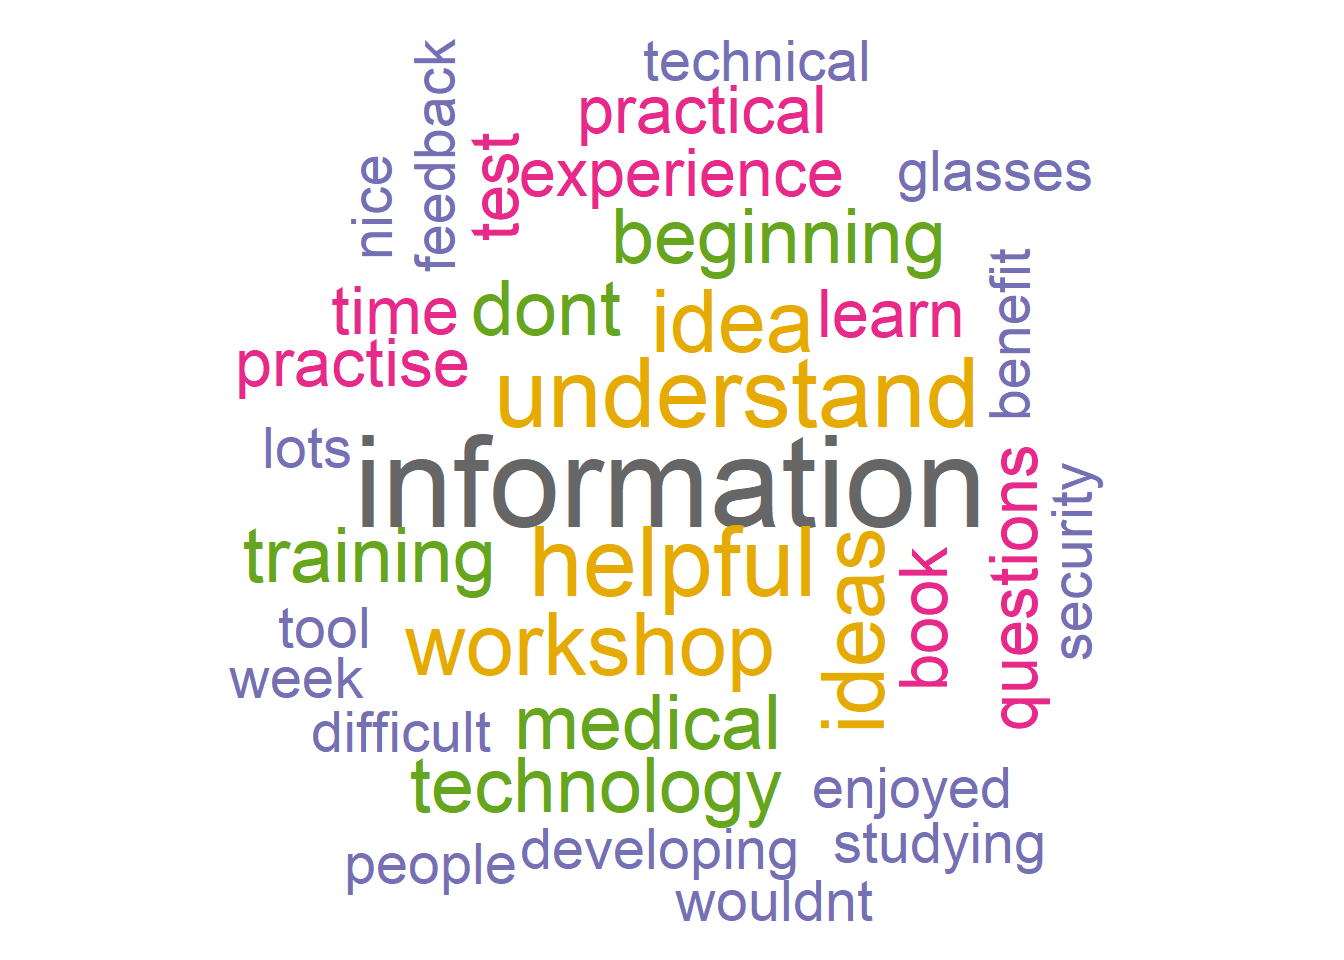 technical
practical
feedback
test
experience
nice
glasses
beginning
benefit
time
dont
idea
learn
practise
understand
lots
information
questions
security
training
helpful
ideas
book
tool
workshop
week
difficult
medical
technology
enjoyed
people
developing
studying
wouldnt